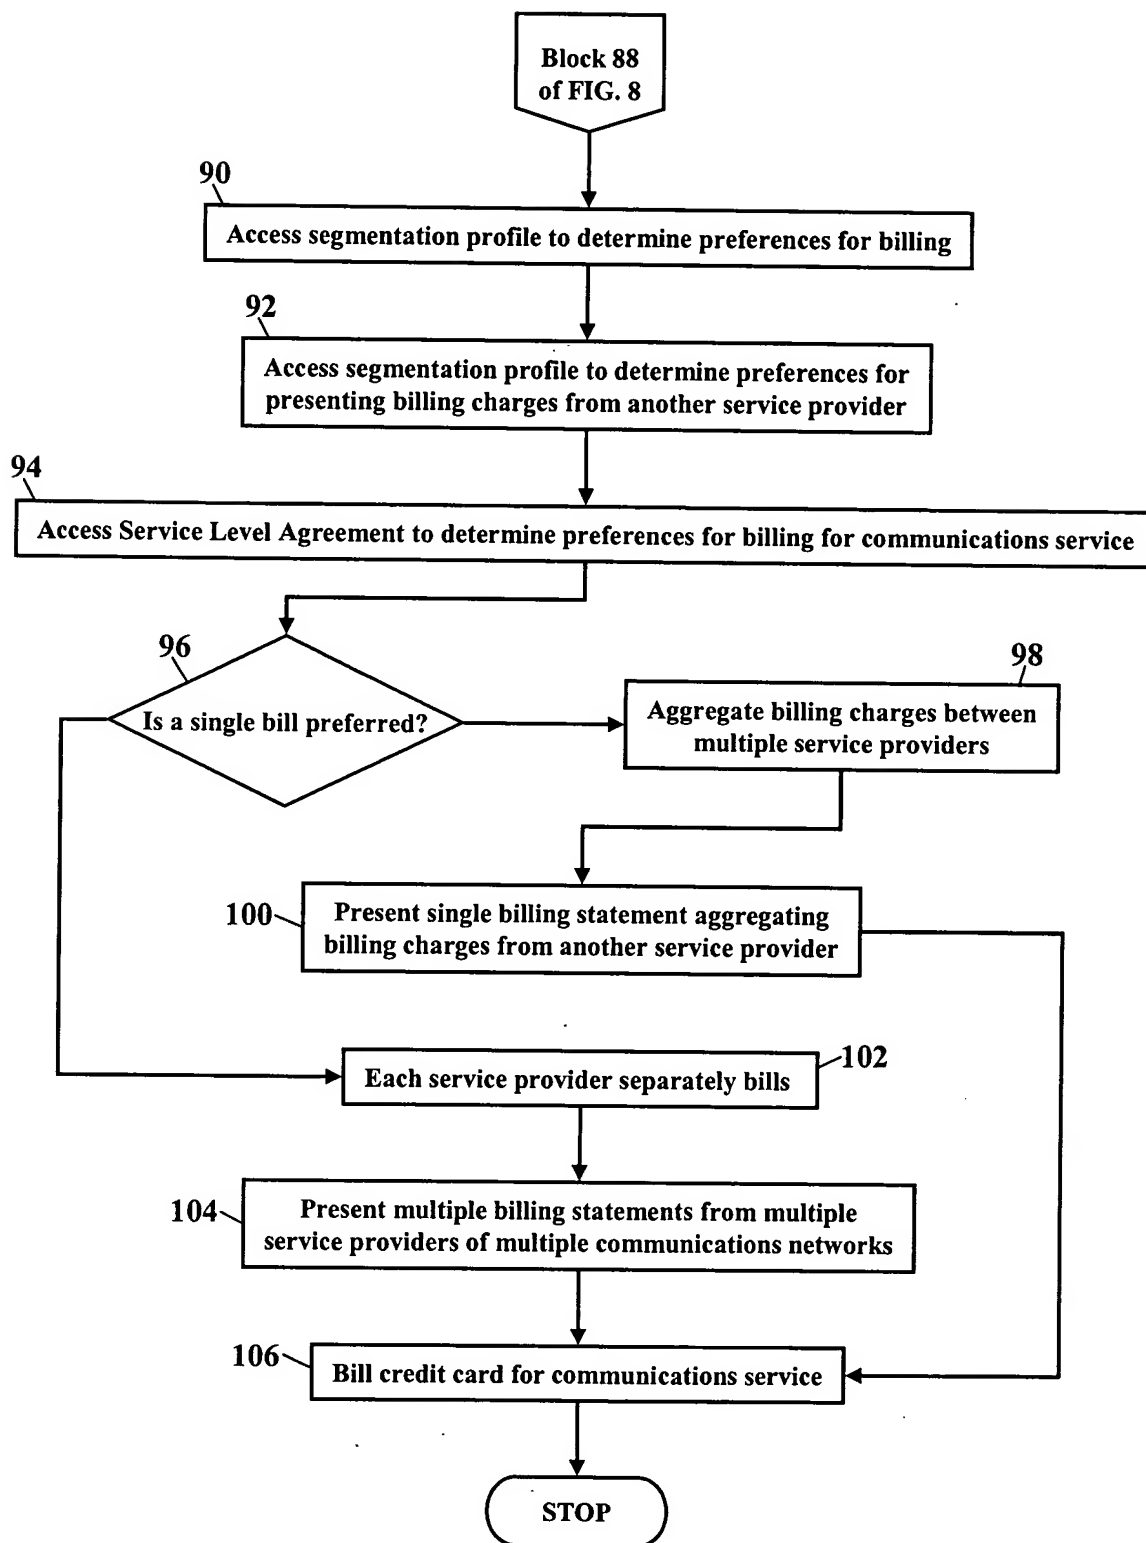 Block 88
of FIG. 8
90
Access segmentation profile to determine preferences for billing
92
Access segmentation profile to determine preferences for
presenting billing charges from another service provider
94
Access Service Level Agreement to determine preferences for billing for communications service
96
Is a single bill preferred?
98
Aggregate billing charges between
multiple service providers
100
Present single billing statement aggregating
billing charges from another service provider
102
Each service provider separately bills
104
Present multiple billing statements from multiple
service providers of multiple communications networks
106
Bill credit card for communications service
STOP